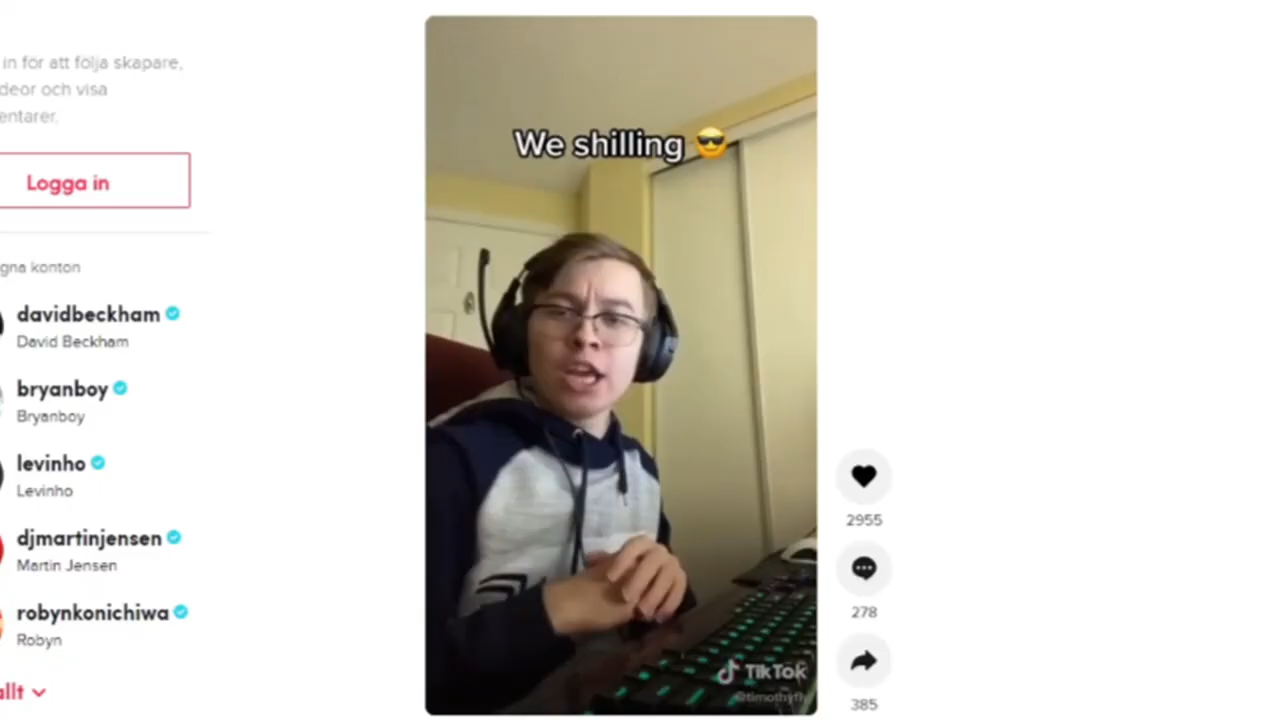 in för att följa skapare,
deor och visa
entarer.
Logga in
gna konton
davidbeckham
David Beckham
bryanboy
Bryanboy
levinho
Levinho
djmartinjensen
Martin Jensen
robynkonichiwa
Robyn
allt
We shilling 😎
2955
278
385
TikTok